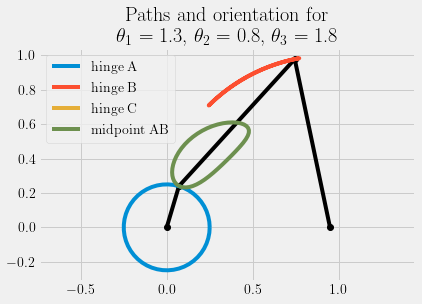 Paths and orientation for
θ₁ = 1.3, θ₂ = 0.8, θ₃ = 1.8
1.0
0.8
0.6
0.4
0.2
0.0
−0.2
hinge A
hinge B
hinge C
midpoint AB
−0.5
0.0
0.5
1.0